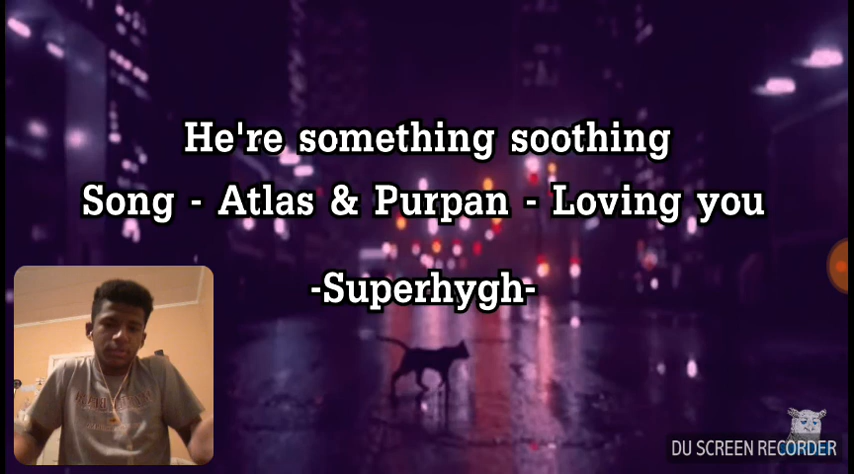 He're something soothing
Song - Atlas & Purpan - Loving you
-Superhygh-
DU SCREEN RECORDER